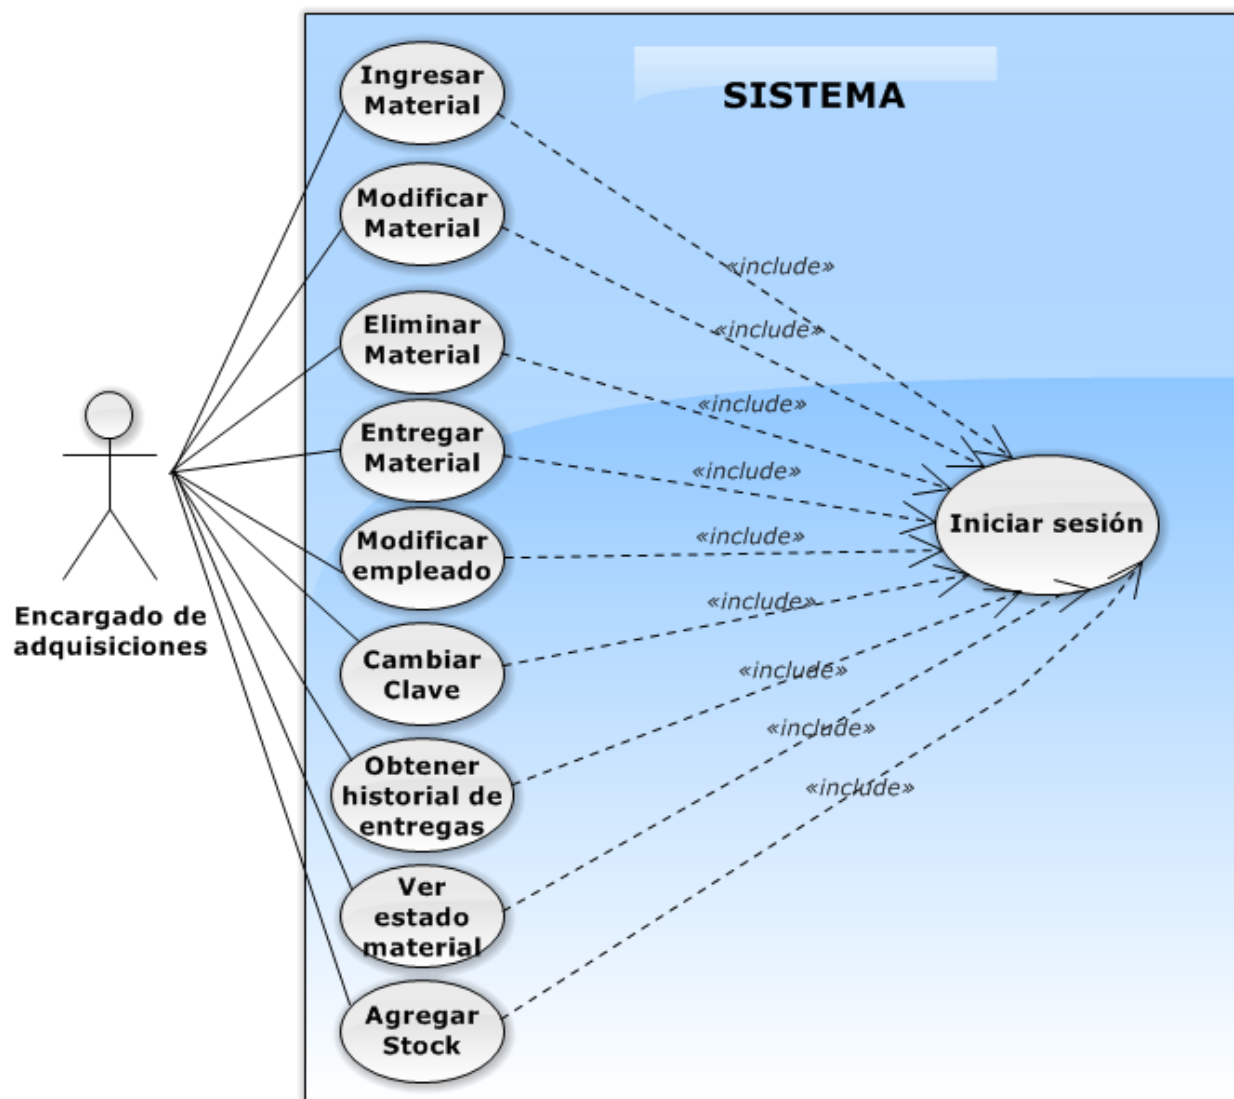 SISTEMA
Ingresar
Material
Modificar
Material
Eliminar
Material
Entregar
Material
Modificar
empleado
Cambiar
Clave
Obtener
historial de
entregas
Ver
estado
material
Agregar
Stock
Encargado de
adquisiciones
«include»
«include»
«include»
«include»
«include»
«include»
«include»
«include»
«include»
Iniciar sesión